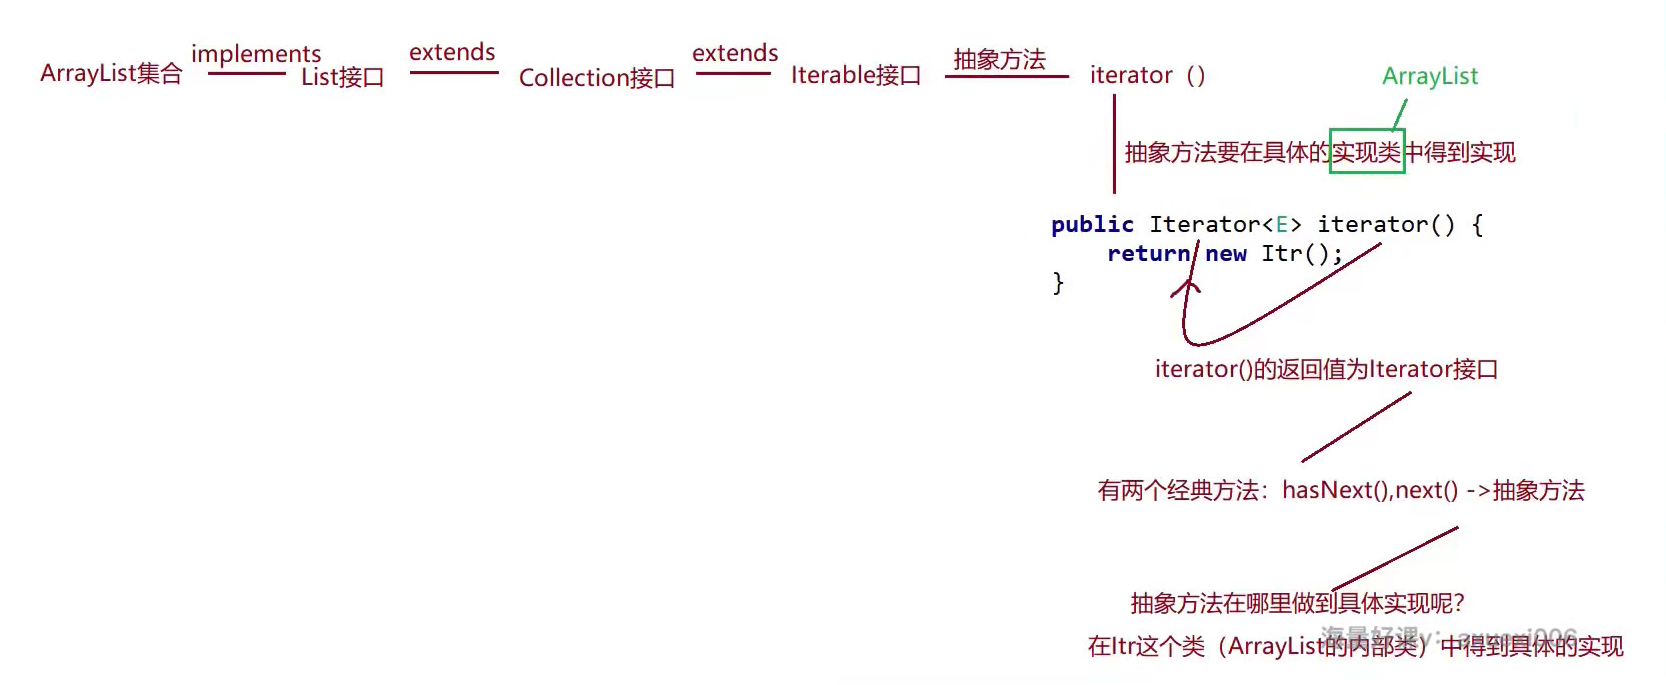 ArrayList集合 implements List接口 extends Collection接口 extends Iterable接口 抽象方法 iterator（）
ArrayList
抽象方法要在具体的实现类中得到实现
public Iterator<E> iterator() {
return new Itr();
}
iterator()的返回值为Iterator接口
有两个经典方法：hasNext(),next() ->抽象方法
抽象方法在哪里做到具体实现呢？
海量好课v：axuexi006
在Itr这个类（ArrayList的内部类）中得到具体的实现